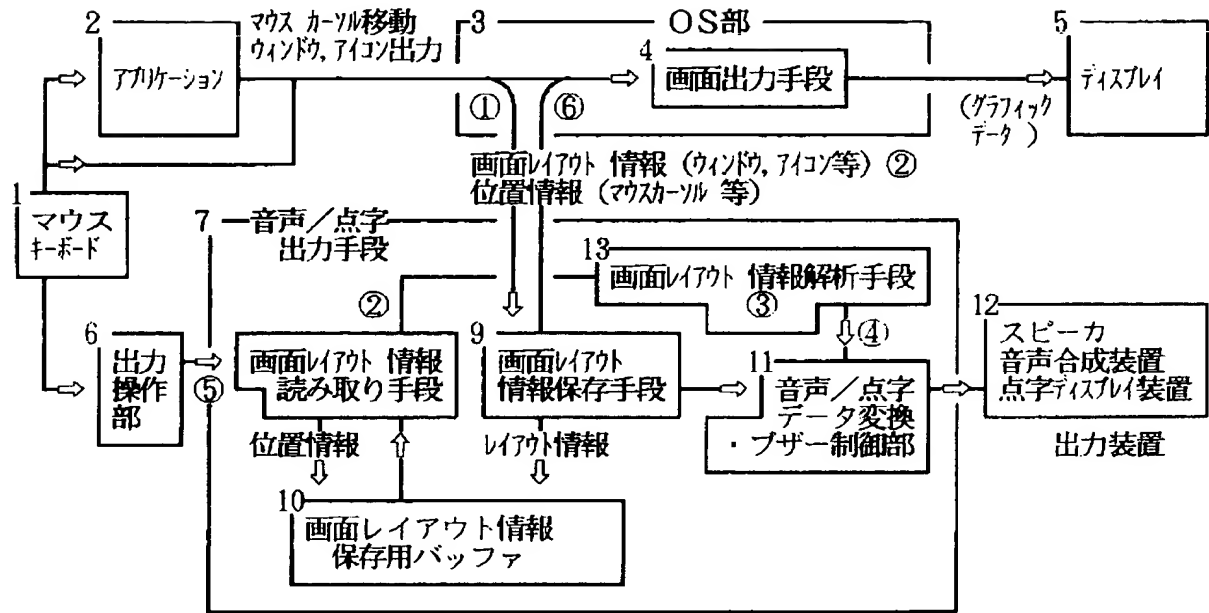 2
アプリケーション
マウス カーソル移動
ウィンドウ, アイコン出力
3
OS部
4
画面出力手段
5
ディスプレイ
(グラフィック
データ )
①
⑥
画面レイアウト 情報 (ウィンドウ, アイコン等) ②
位置情報 (マウスカーソル 等)
1
マウス
キーボード
7
音声/点字
出力手段
13
画面レイアウト 情報解析手段
②
③
④
6
出力
操作
部
⑤
画面レイアウト 情報
読み取り手段
9
画面レイアウト
情報保存手段
11
音声/点字
データ変換
・ブザー制御部
12
スピーカ
音声合成装置
点字ディスプレイ装置
出力装置
位置情報
レイアウト情報
10
画面レイアウト情報
保存用バッファ